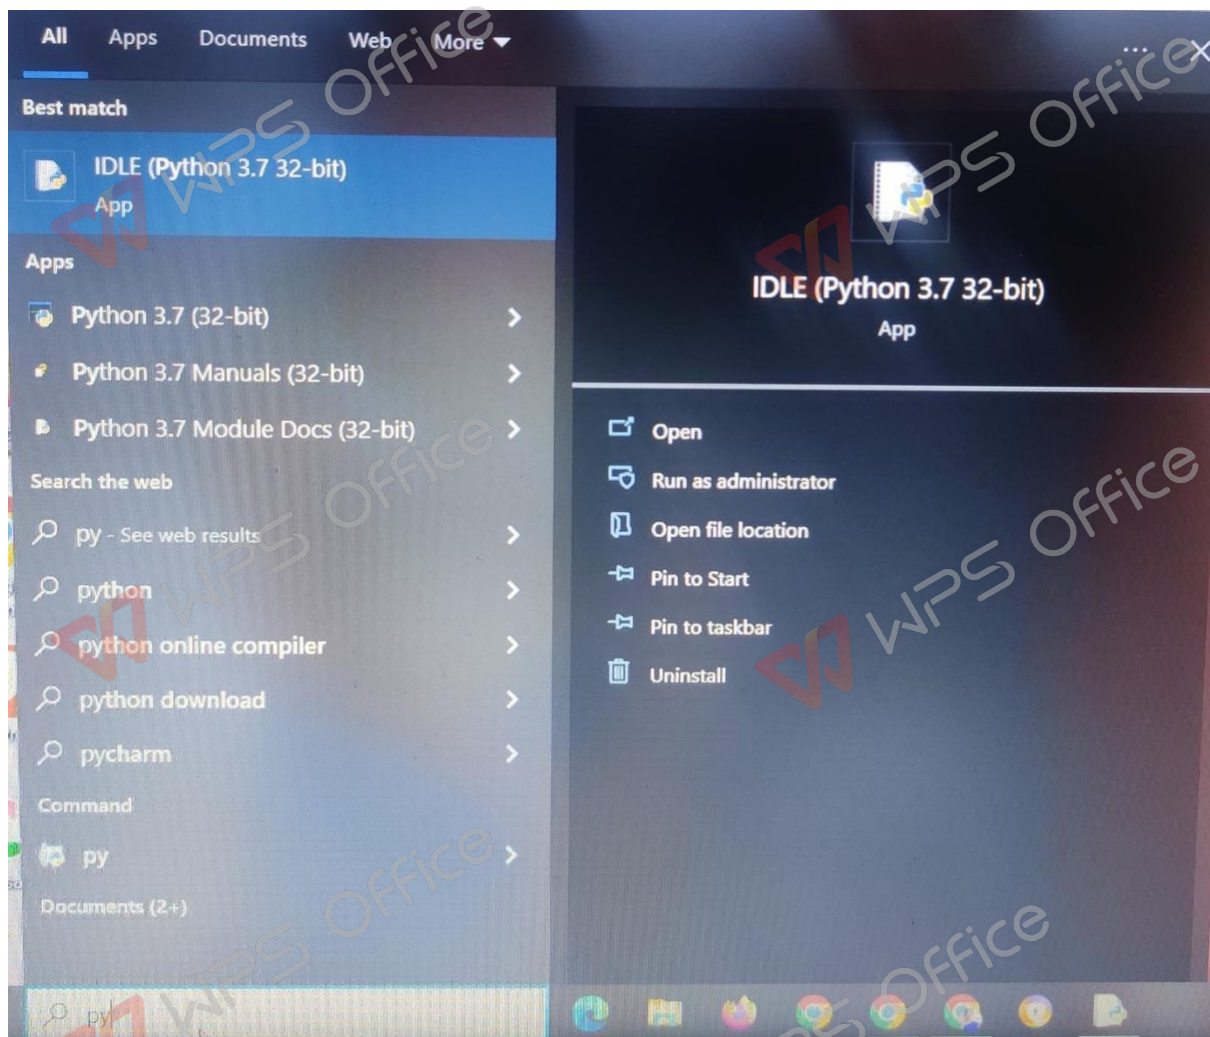 All Apps Documents Web More
Best match
IDLE (Python 3.7 32-bit)
App
Apps
Python 3.7 (32-bit)
Python 3.7 Manuals (32-bit)
Python 3.7 Module Docs (32-bit)
Search the web
py - See web results
python
python online compiler
python download
pycharm
Command
py
Documents (2+)
py
IDLE (Python 3.7 32-bit)
App
Open
Run as administrator
Open file location
Pin to Start
Pin to taskbar
Uninstall
WPS Office
WPS Office
WPS Office
WPS Office
WPS Office
WPS Office